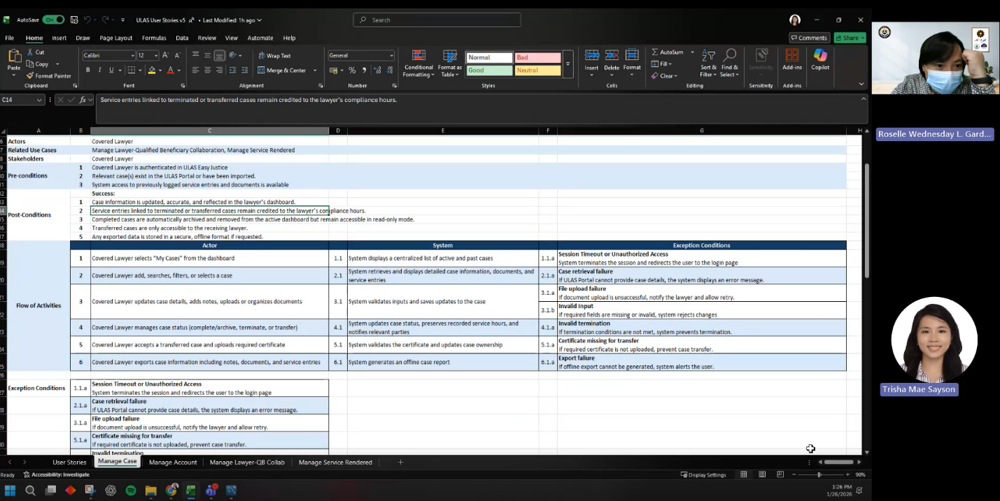 AutoSave On ULAS User Stories v5 • Last Modified: 1h ago Search
File Home Insert Draw Page Layout Formulas Data Review View Automate Help Comments Share
Paste Cut Copy Format Painter Clipboard
Calibri 12 B I U Font
Wrap Text Merge & Center Alignment
General Number
Conditional Formatting Format as Table Normal Bad Good Neutral Styles
Insert Delete Format Cells
AutoSum Fill Clear Sort & Filter Find & Select Editing
Sensitivity Sensitivity Add-ins Add-ins Copilot
C14 fx Service entries linked to terminated or transferred cases remain credited to the lawyer's compliance hours.
A B C D E F G H
Actors Covered Lawyer
Related Use Cases Manage Lawyer-Qualified Beneficiary Collaboration, Manage Service Rendered
Stakeholders Covered Lawyer
Pre-conditions
1 Covered Lawyer is authenticated in ULAS Easy Justice
2 Relevant case(s) exist in the ULAS Portal or have been imported.
3 System access to previously logged service entries and documents is available
Post-Conditions
Success:
1 Case information is updated, accurate, and reflected in the lawyer's dashboard.
2 Service entries linked to terminated or transferred cases remain credited to the lawyer's compliance hours.
3 Completed cases are automatically archived and removed from the active dashboard but remain accessible in read-only mode.
4 Transferred cases are only accessible to the receiving lawyer.
5 Any exported data is stored in a secure, offline format if requested.
Flow of Activities
Actor System Exception Conditions
1 Covered Lawyer selects "My Cases" from the dashboard 1.1 System displays a centralized list of active and past cases 1.1.a Session Timeout or Unauthorized Access
System terminates the session and redirects the user to the login page
2 Covered Lawyer add, searches, filters, or selects a case 2.1 System retrieves and displays detailed case information, documents, and service entries 2.1.a Case retrieval failure
If ULAS Portal cannot provide case details, the system displays an error message.
3 Covered Lawyer updates case details, adds notes, uploads or organizes documents 3.1 System validates inputs and saves updates to the case 3.1.a File upload failure
If document upload is unsuccessful, notify the lawyer and allow retry.
3.1.b Invalid Input
If required fields are missing or invalid, system rejects changes
4 Covered Lawyer manages case status (complete/archive, terminate, or transfer) 4.1 System updates case status, preserves recorded service hours, and notifies relevant parties 4.1.a Invalid termination
If termination conditions are not met, system prevents termination.
5 Covered Lawyer accepts a transferred case and uploads required certificate 5.1 System validates the certificate and updates case ownership 5.1.a Certificate missing for transfer
If required certificate is not uploaded, prevent case transfer.
6 Covered Lawyer exports case information including notes, documents, and service entries 6.1 System generates an offline case report 6.1.a Export failure
If offline export cannot be generated, system alerts the user.
Exception Conditions
1.1.a Session Timeout or Unauthorized Access
System terminates the session and redirects the user to the login page
2.1.a Case retrieval failure
If ULAS Portal cannot provide case details, the system displays an error message.
3.1.a File upload failure
If document upload is unsuccessful, notify the lawyer and allow retry.
5.1.a Certificate missing for transfer
If required certificate is not uploaded, prevent case transfer.
Invalid termination
User Stories Manage Case Manage Account Manage Lawyer-QB Collab Manage Service Rendered
Ready Accessibility: Investigate Display Settings 90%
1:26 PM
1/26/2026
Roselle Wednesday L. Gard...
Trisha Mae Sayson